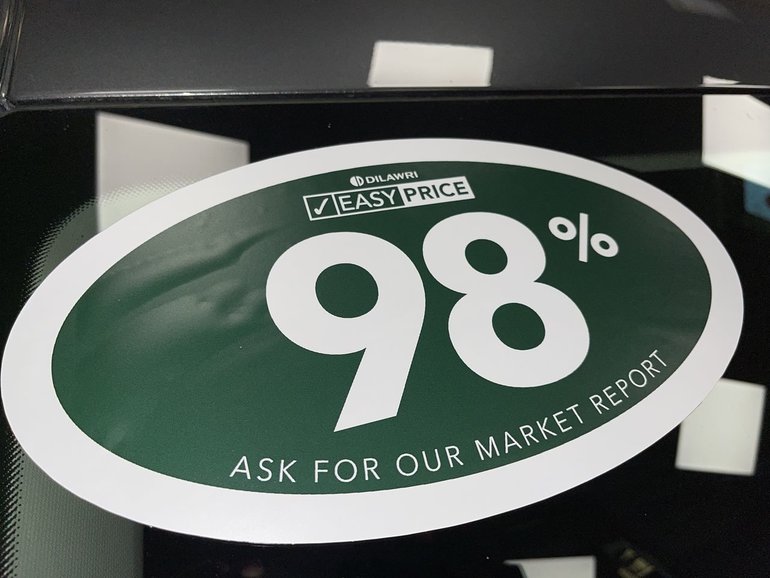 DILAWRI
✓ EASY PRICE
98%
ASK FOR OUR MARKET REPORT